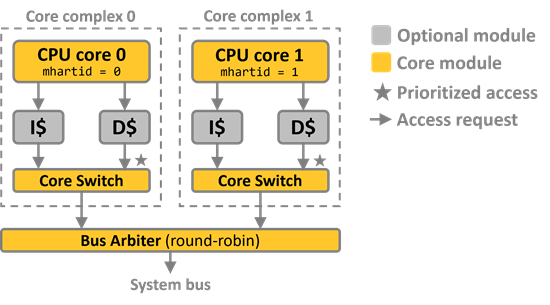 Core complex 0
Core complex 1
CPU core 0
mhartid = 0
CPU core 1
mhartid = 1
I$
D$
I$
D$
Core Switch
Core Switch
Bus Arbiter (round-robin)
System bus
Optional module
Core module
Prioritized access
Access request